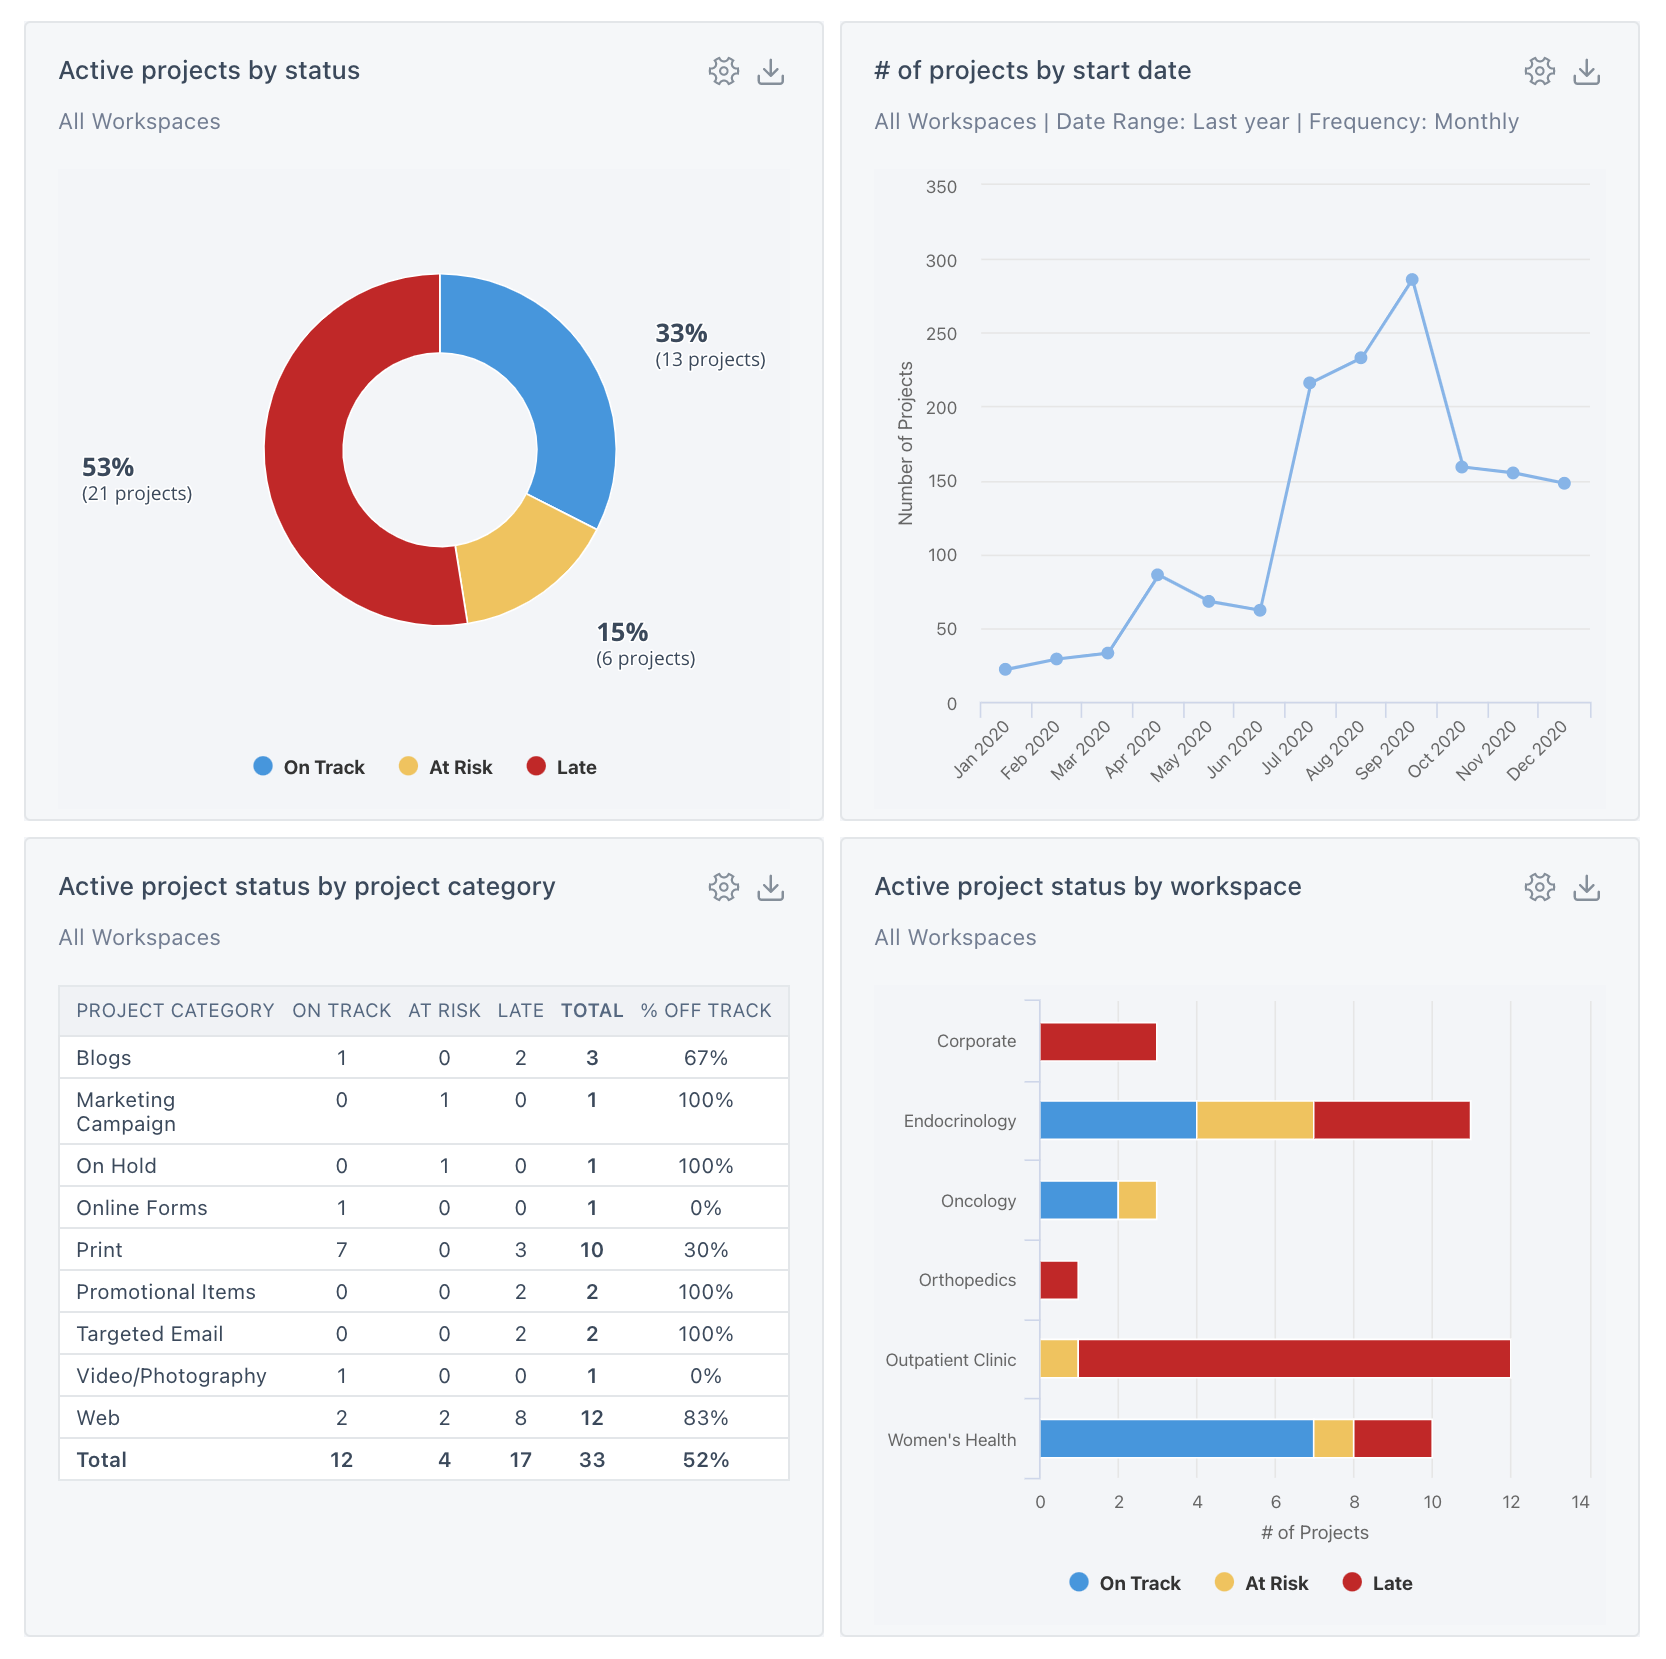 Active projects by status
All Workspaces
33%
(13 projects)
53%
(21 projects)
15%
(6 projects)
On Track At Risk Late
# of projects by start date
All Workspaces | Date Range: Last year | Frequency: Monthly
350
300
250
200
150
100
50
0
Number of Projects
Jan 2020 Feb 2020 Mar 2020 Apr 2020 May 2020 Jun 2020 Jul 2020 Aug 2020 Sep 2020 Oct 2020 Nov 2020 Dec 2020
Active project status by project category
All Workspaces
PROJECT CATEGORY ON TRACK AT RISK LATE TOTAL % OFF TRACK
Blogs 1 0 2 3 67%
Marketing 0 1 0 1 100%
Campaign
On Hold 0 1 0 1 100%
Online Forms 1 0 0 1 0%
Print 7 0 3 10 30%
Promotional Items 0 0 2 2 100%
Targeted Email 0 0 2 2 100%
Video/Photography 1 0 0 1 0%
Web 2 2 8 12 83%
Total 12 4 17 33 52%
Active project status by workspace
All Workspaces
Corporate
Endocrinology
Oncology
Orthopedics
Outpatient Clinic
Women's Health
0 2 4 6 8 10 12 14
# of Projects
On Track At Risk Late